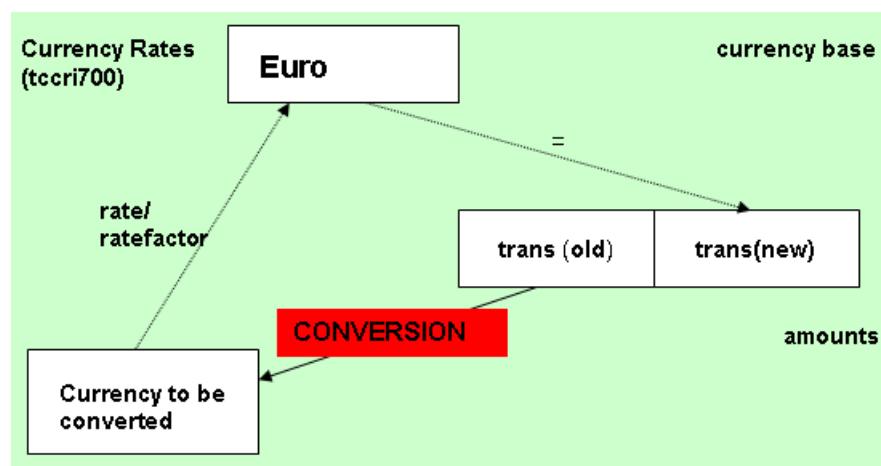 Currency Rates
(tccri700)
Euro
currency base
=
rate/
ratefactor
trans (old)
trans(new)
CONVERSION
amounts
Currency to be
converted